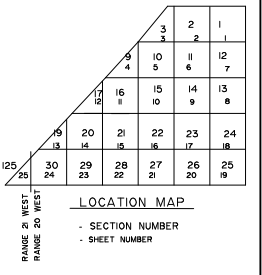 3 2 1
3 2 1
9 10 11 12
4 5 6 7
17 16 15 14 13
12 11 10 9 8
19 20 21 22 23 24
13 14 15 16 17 18
125 30 29 28 27 26 25
25 24 23 22 21 20 19
RANGE 21 WEST
RANGE 20 WEST
LOCATION MAP
- SECTION NUMBER
- SHEET NUMBER